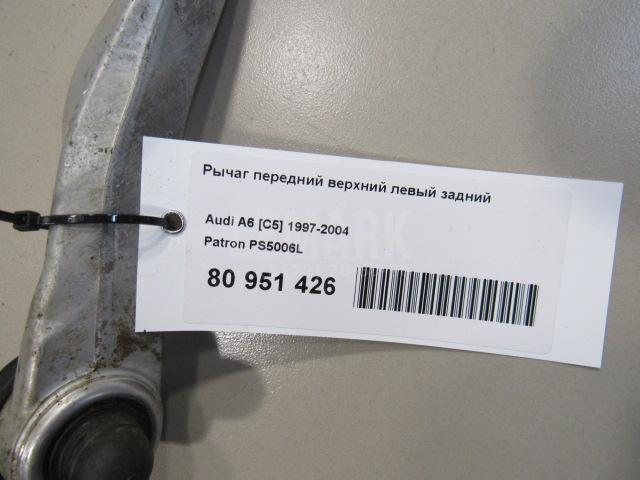 Рычаг передний верхний левый задний
Audi A6 [C5] 1997-2004
Patron PS5006L
80 951 426